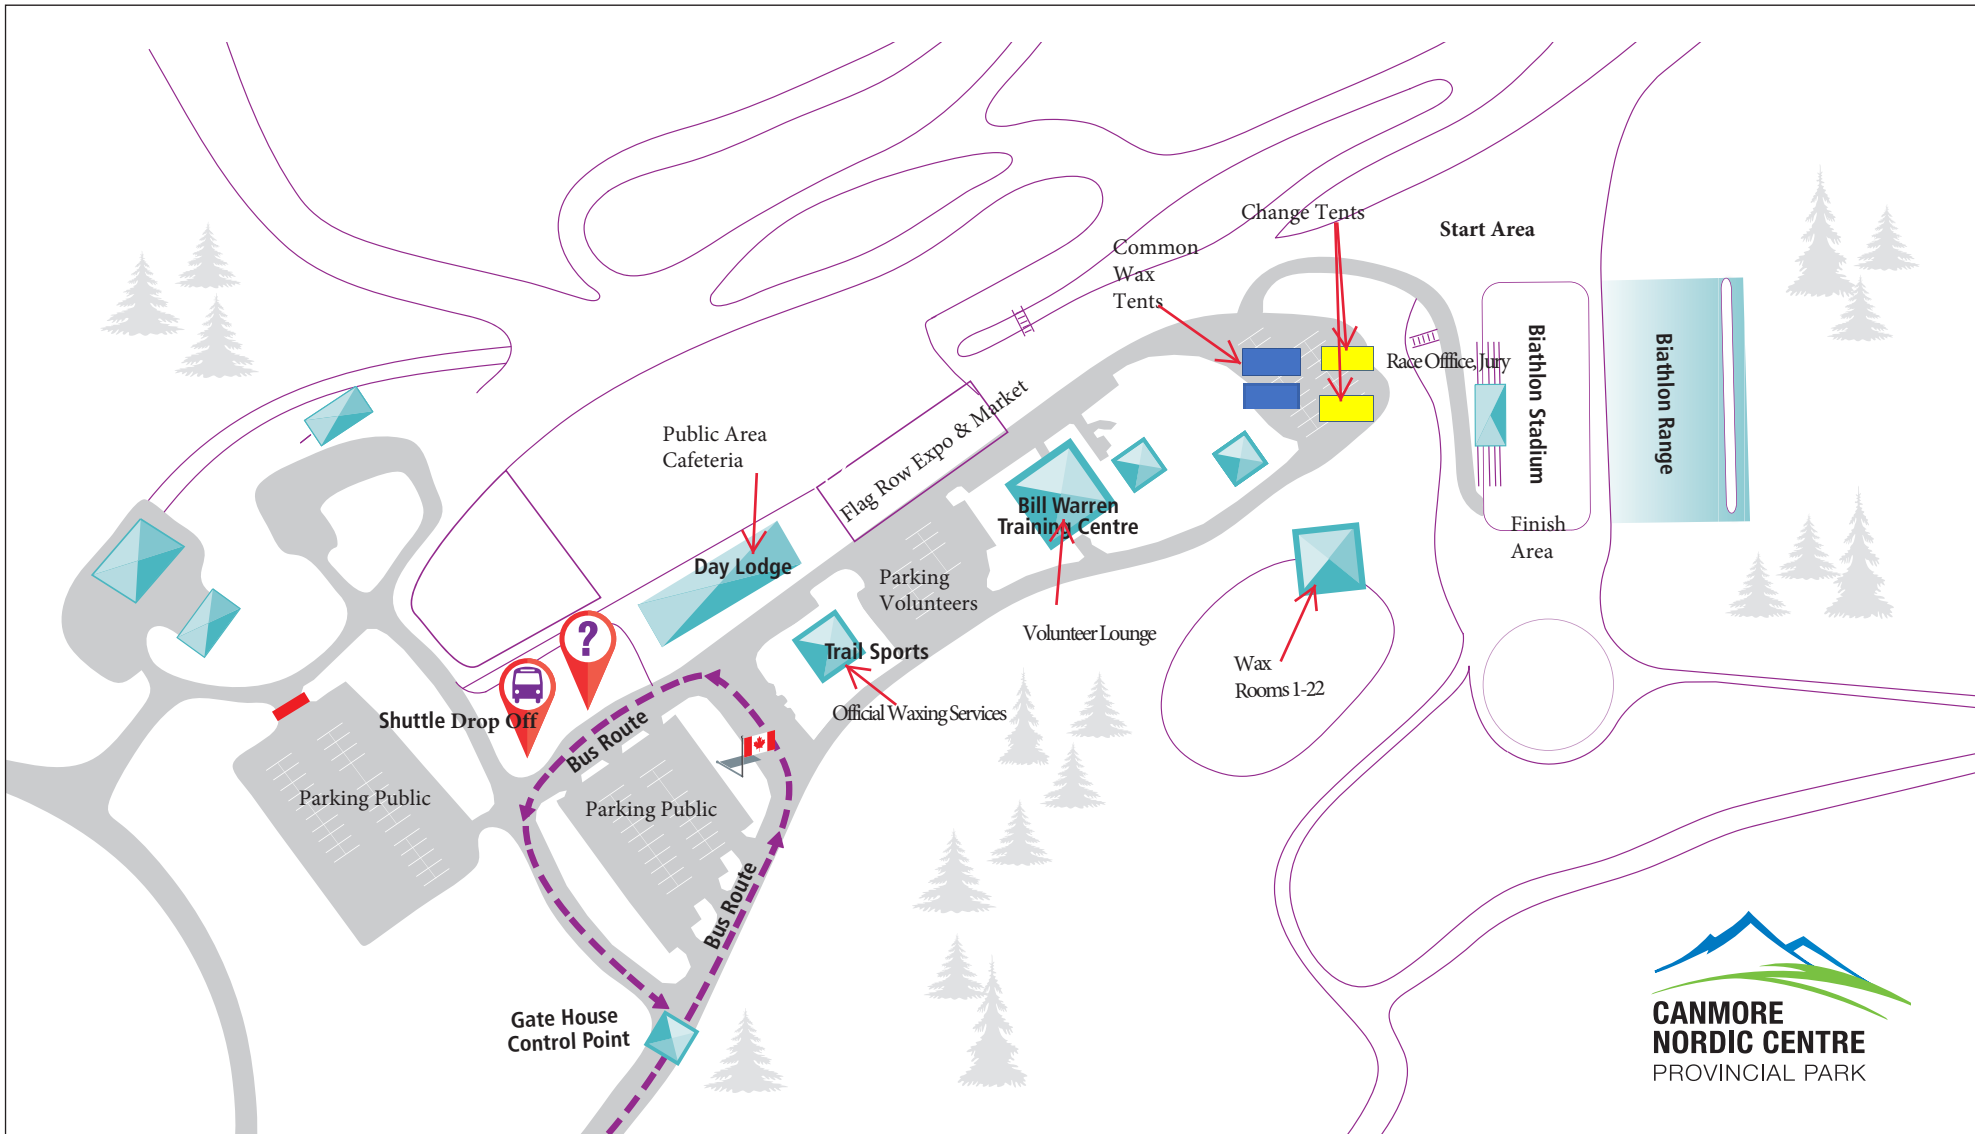 Change Tents
Start Area
Common
Wax
Tents
Race Offfice, Jury
Biathlon Stadium
Biathlon Range
Flag Row Expo & Market
Public Area
Cafeteria
Bill Warren
Training Centre
Finish
Area
Day Lodge
Parking
Volunteers
?
Volunteer Lounge
Trail Sports
Wax
Rooms 1-22
Official Waxing Services
Shuttle Drop Off
Bus Route
Parking Public
Parking Public
Bus Route
Gate House
Control Point
CANMORE
NORDIC CENTRE
PROVINCIAL PARK